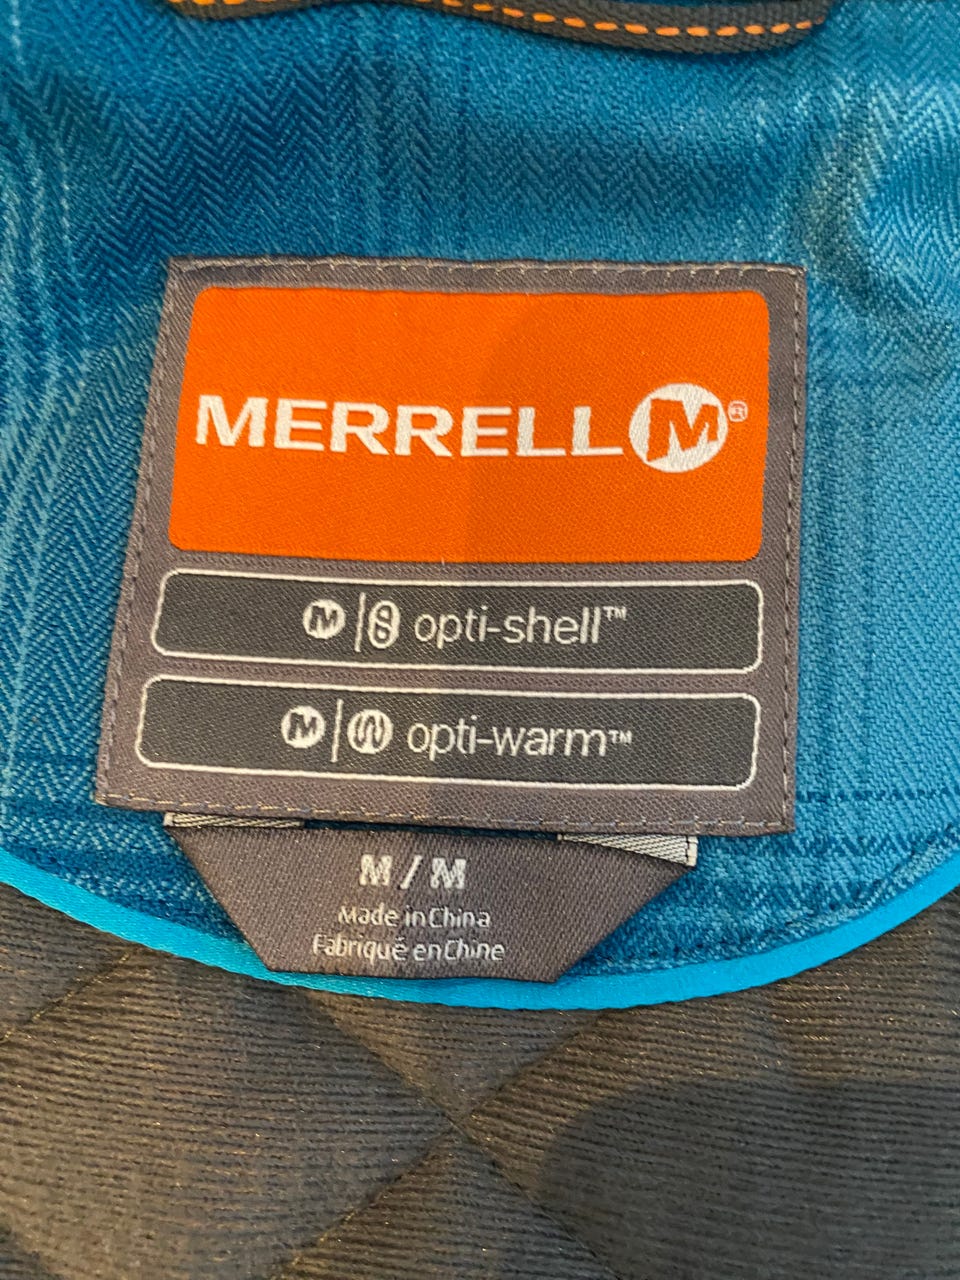 MERRELL M®
M opti-shell™
M opti-warm™
M / M
Made in China
Fabriqué en Chine